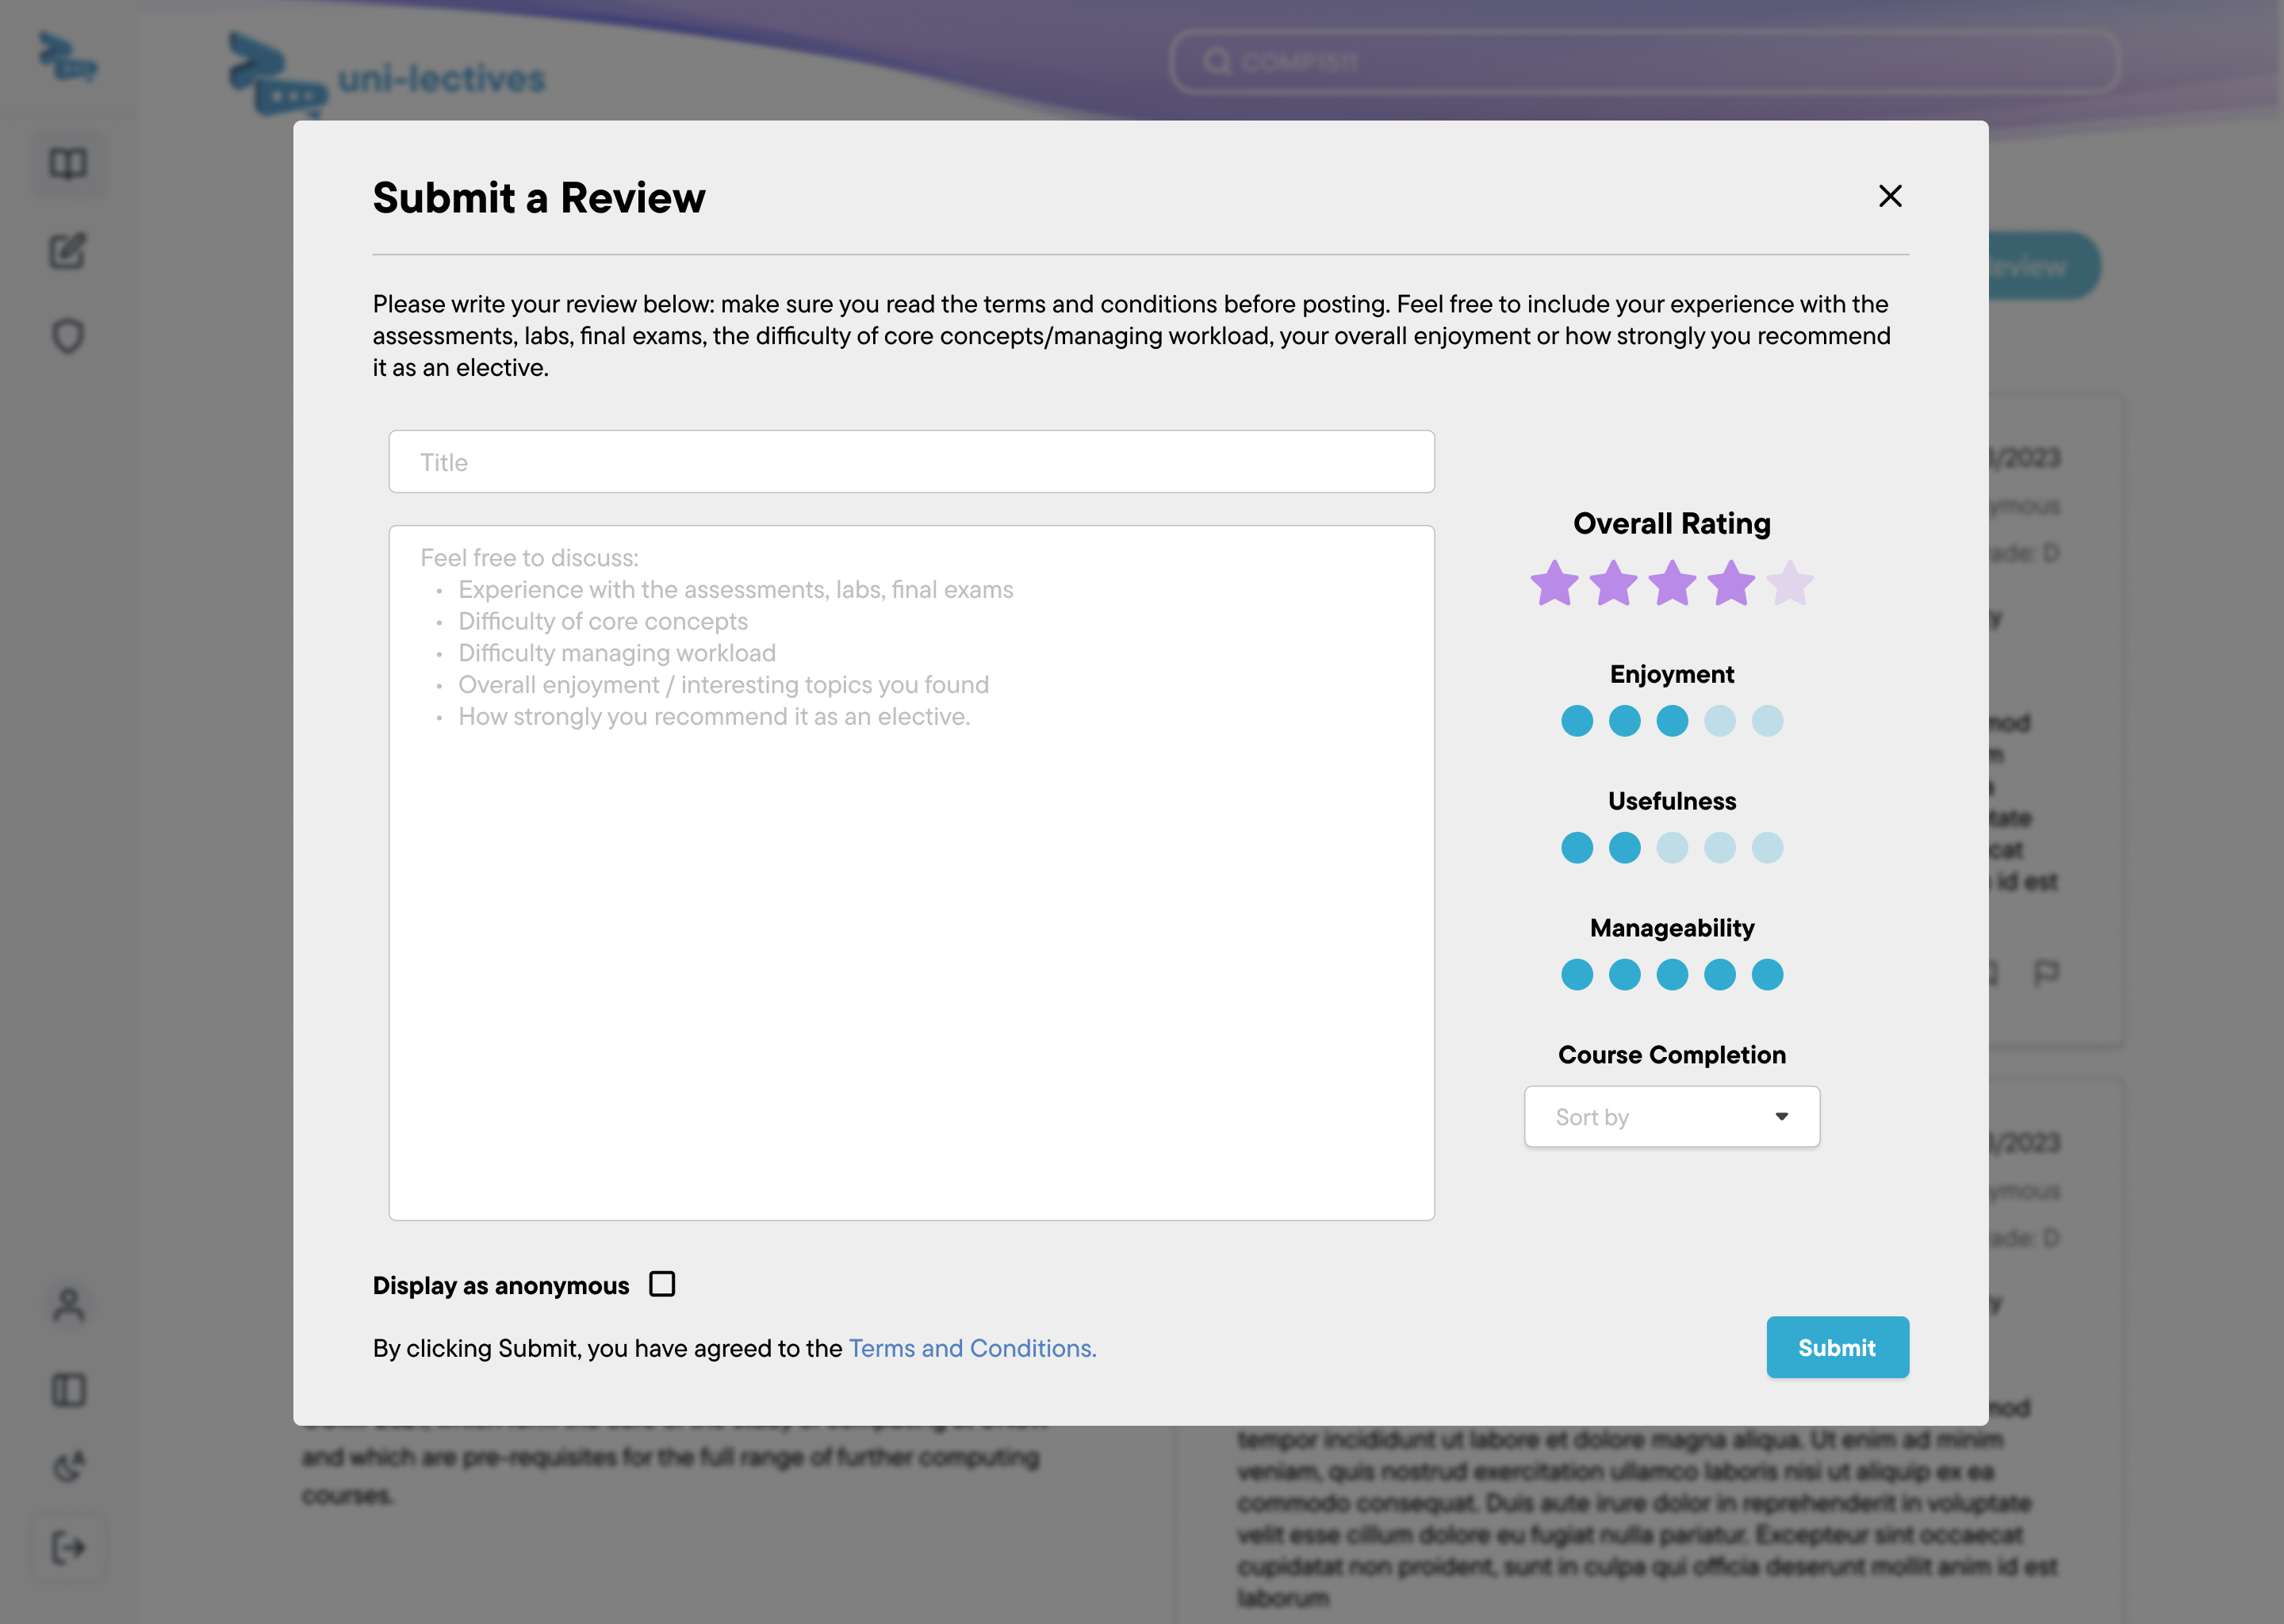 uni-lectives
COMP1511
Submit a Review
Review
Please write your review below: make sure you read the terms and conditions before posting. Feel free to include your experience with the
assessments, labs, final exams, the difficulty of core concepts/managing workload, your overall enjoyment or how strongly you recommend
it as an elective.
Title
/2023
Overall Rating
Feel free to discuss:
• Experience with the assessments, labs, final exams
• Difficulty of core concepts
• Difficulty managing workload
• Overall enjoyment / interesting topics you found
• How strongly you recommend it as an elective.
Enjoyment
Usefulness
id est
Manageability
Course Completion
Sort by
/2023
Display as anonymous
By clicking Submit, you have agreed to the Terms and Conditions.
Submit
and which are pre-requisites for the full range of further computing
courses.
tempor incididunt ut labore et dolore magna aliqua. Ut enim ad minim
veniam, quis nostrud exercitation ullamco laboris nisi ut aliquip ex ea
commodo consequat. Duis aute irure dolor in reprehenderit in voluptate
velit esse cillum dolore eu fugiat nulla pariatur. Excepteur sint occaecat
cupidatat non proident, sunt in culpa qui officia deserunt mollit anim id est
laborum